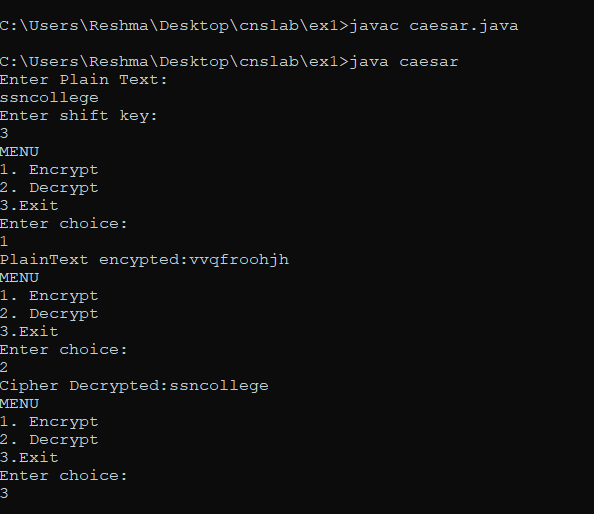 C:\Users\Reshma\Desktop\cnslab\ex1>javac caesar.java
C:\Users\Reshma\Desktop\cnslab\ex1>java caesar
Enter Plain Text:
ssncollege
Enter shift key:
3
MENU
1. Encrypt
2. Decrypt
3.Exit
Enter choice:
1
PlainText encypted:vvqfroohjh
MENU
1. Encrypt
2. Decrypt
3.Exit
Enter choice:
2
Cipher Decrypted:ssncollege
MENU
1. Encrypt
2. Decrypt
3.Exit
Enter choice:
3